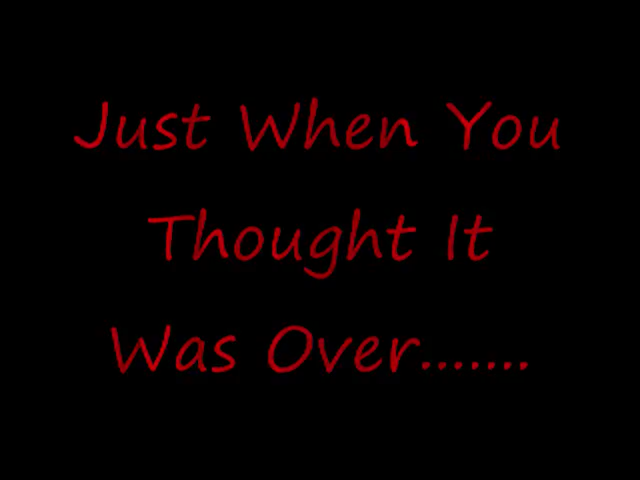 Just When You
Thought It
Was Over.......